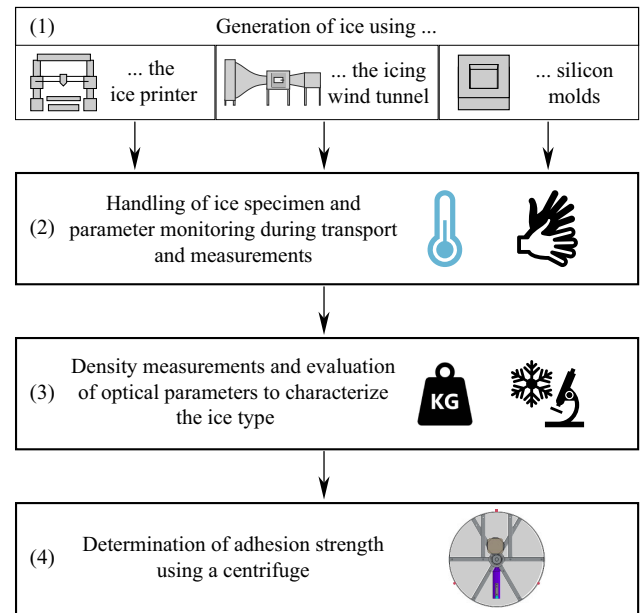 (1) Generation of ice using ...
... the
ice printer
... the icing
wind tunnel
... silicon
molds
(2) Handling of ice specimen and
parameter monitoring during transport
and measurements
(3) Density measurements and evaluation
of optical parameters to characterize
the ice type
KG
(4) Determination of adhesion strength
using a centrifuge